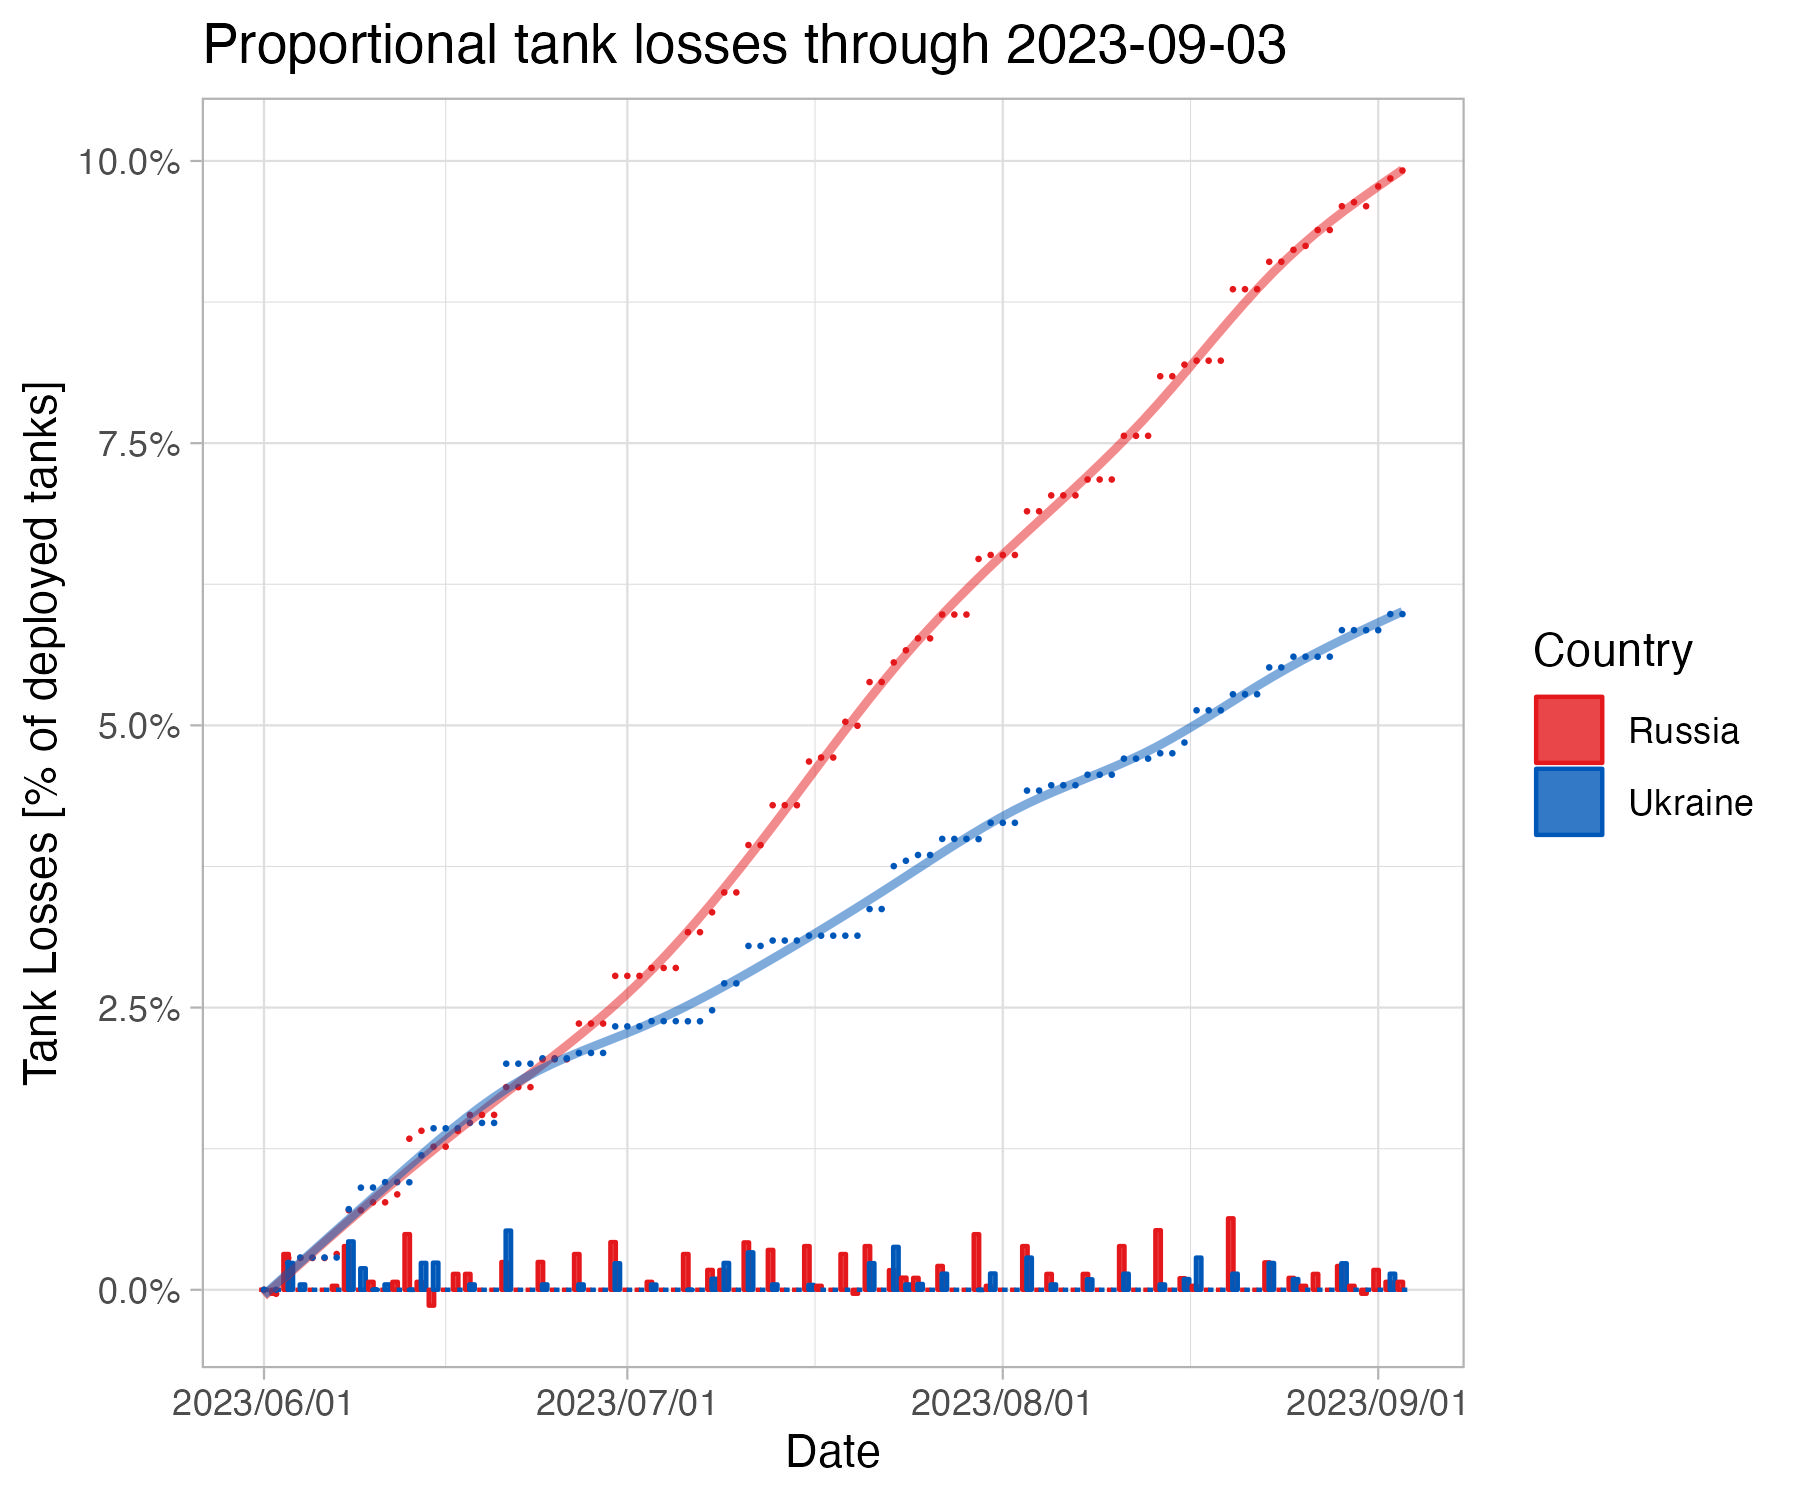 Proportional tank losses through 2023-09-03
Tank Losses [% of deployed tanks]
10.0%
7.5%
5.0%
2.5%
0.0%
2023/06/01
2023/07/01
2023/08/01
2023/09/01
Date
Country
Russia
Ukraine